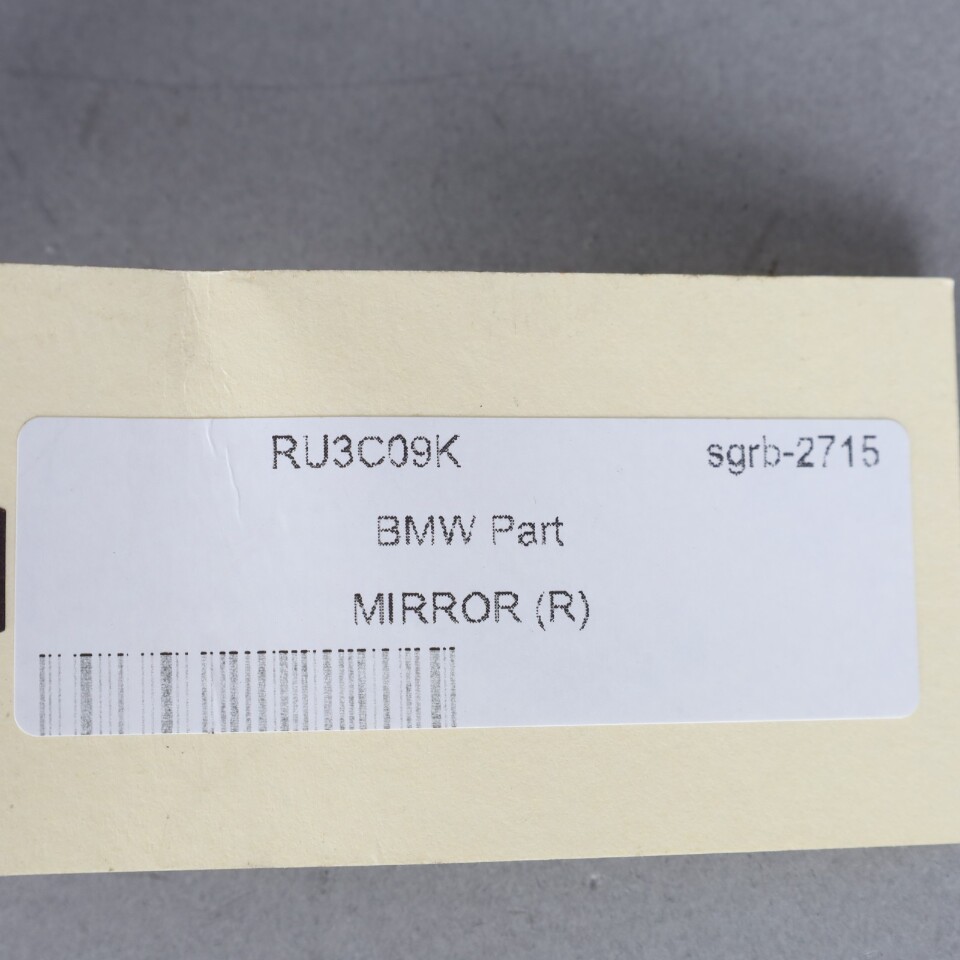 RU3C09K sgrb-2715
BMW Part
MIRROR (R)